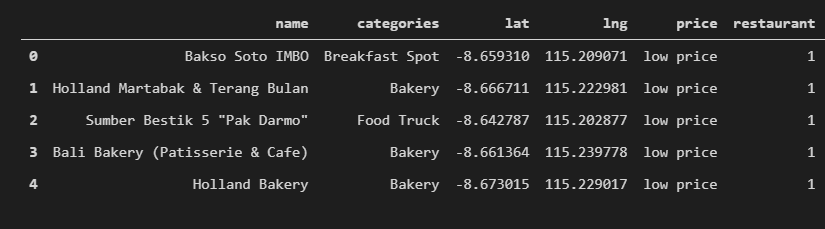 name categories lat lng price restaurant
0 Bakso Soto IMBO Breakfast Spot -8.659310 115.209071 low price 1
1 Holland Martabak & Terang Bulan Bakery -8.666711 115.222981 low price 1
2 Sumber Bestik 5 "Pak Darmo" Food Truck -8.642787 115.202877 low price 1
3 Bali Bakery (Patisserie & Cafe) Bakery -8.661364 115.239778 low price 1
4 Holland Bakery Bakery -8.673015 115.229017 low price 1